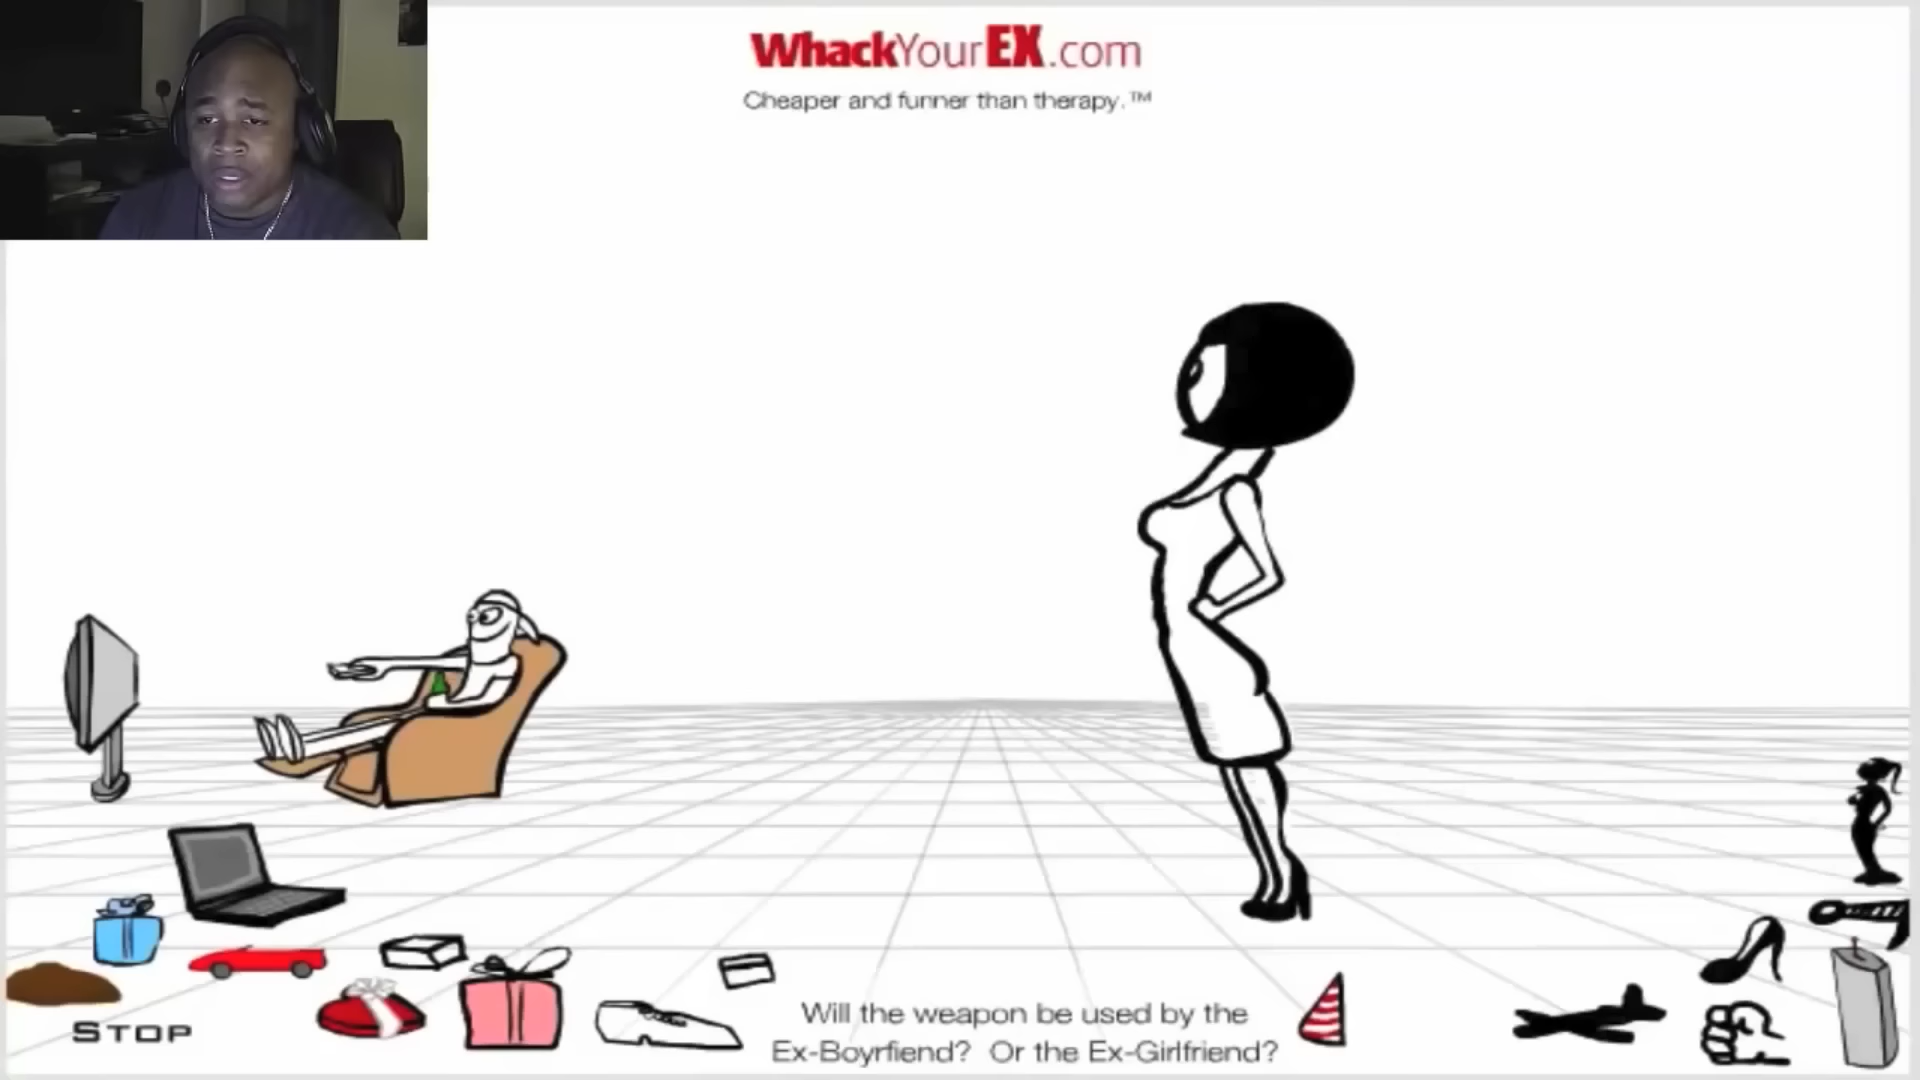 WhackYourEX.com
Cheaper and funner than therapy.™
Will the weapon be used by the
Ex-Boyrfiend? Or the Ex-Girlfriend?
STOP